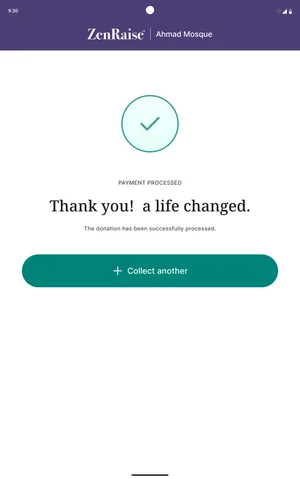 9:30
ZenRaise | Ahmad Mosque
PAYMENT PROCESSED
Thank you!  a life changed.
The donation has been successfully processed.
+ Collect another